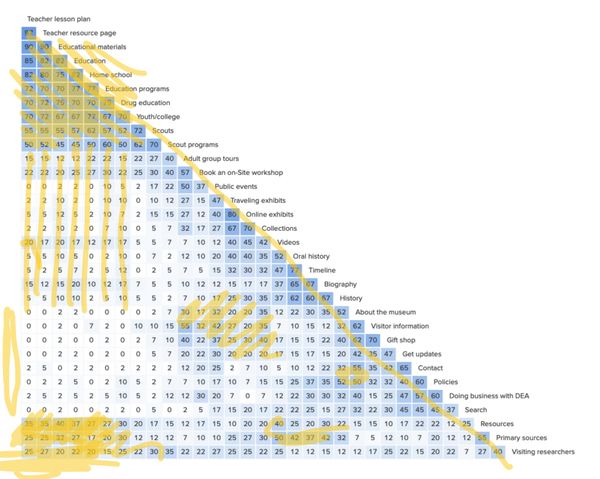 Teacher lesson plan
Teacher resource page
90 90 Educational materials
85 82 82 Education
82 80 75 Home school
72 70 70 77 77 Education programs
70 72 75 70 70 75 Drug education
70 72 67 67 77 67 70 Youth/college
55 55 55 57 62 57 52 72 Scouts
50 52 45 45 50 60 50 62 70 Scout programs
15 15 12 12 22 22 15 22 27 40 Adult group tours
22 22 20 25 27 30 22 25 30 40 57 Book an on-Site workshop
0 0 2 2 0 10 5 2 17 22 50 37 Public events
2 2 10 2 0 10 10 0 10 12 27 15 47 Traveling exhibits
5 5 12 5 2 10 7 2 15 15 27 12 40 80 Online exhibits
2 2 10 2 0 10 0 5 7 32 17 27 67 70 Collections
20 17 20 17 12 17 17 5 5 7 7 10 12 40 45 42 Videos
5 5 10 5 0 2 10 0 7 2 12 10 20 40 40 35 52 Oral history
5 2 5 7 2 5 12 0 2 7 5 5 15 32 30 32 47 77 Timeline
15 12 15 20 10 12 17 2 5 5 10 12 12 15 17 17 37 65 67 Biography
5 5 10 10 2 5 10 5 5 2 7 10 17 25 30 35 37 62 60 57 History
0 0 2 2 0 0 0 2 5 7 30 17 32 20 20 35 12 22 30 35 52 About the museum
0 0 0 2 7 2 0 10 10 15 55 32 42 27 20 35 7 10 15 12 32 62 Visitor information
0 0 2 0 0 2 0 2 7 10 40 22 37 25 30 40 17 15 15 22 40 62 70 Gift shop
0 0 2 0 0 2 0 0 5 7 20 22 30 20 20 20 17 15 17 20 42 35 47 Get updates
2 5 0 2 0 2 2 2 2 12 20 25 2 7 10 5 10 12 22 32 55 35 42 65 Contact
0 2 5 0 2 10 5 2 7 10 17 10 7 15 15 25 37 35 52 50 32 32 40 60 Policies
2 5 2 5 2 5 2 12 12 30 20 7 0 7 12 22 30 30 32 40 15 25 47 57 60 Doing business with DEA
0 0 0 0 2 2 0 5 0 2 5 17 15 20 17 22 22 25 15 27 32 22 30 45 45 45 37 Search
35 35 40 37 27 27 30 20 17 15 12 17 15 10 20 20 40 25 20 30 22 15 15 10 17 22 22 12 25 Resources
25 25 32 37 27 17 20 30 12 12 12 7 10 10 25 27 30 50 42 37 42 32 7 5 12 10 7 20 12 12 55 Primary sources
22 20 12 20 15 12 22 25 22 30 35 22 22 27 25 25 22 25 12 15 20 12 12 17 25 22 15 22 20 27 40 Visiting researchers